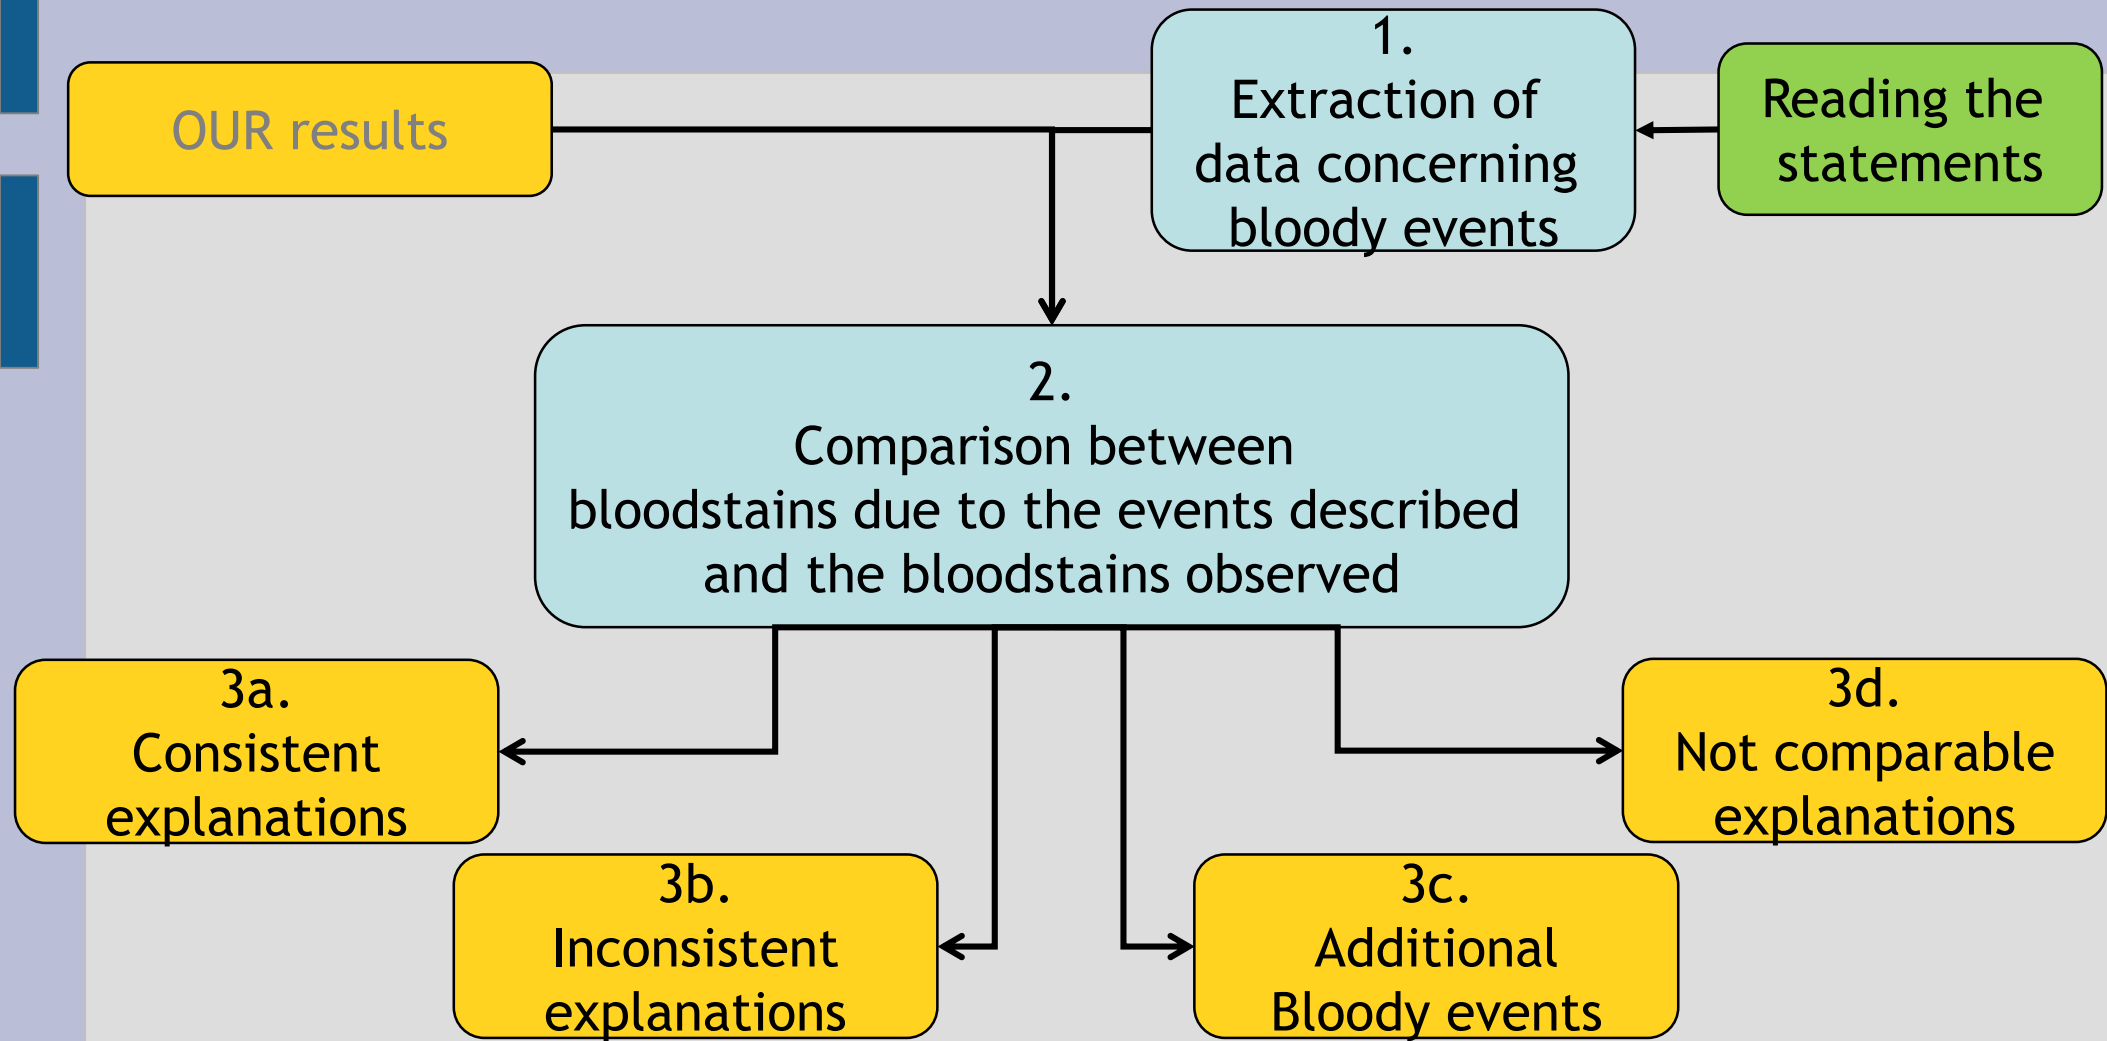 OUR results
1.
Extraction of
data concerning
bloody events
Reading the
statements
2.
Comparison between
bloodstains due to the events described
and the bloodstains observed
3a.
Consistent
explanations
3b.
Inconsistent
explanations
3c.
Additional
Bloody events
3d.
Not comparable
explanations